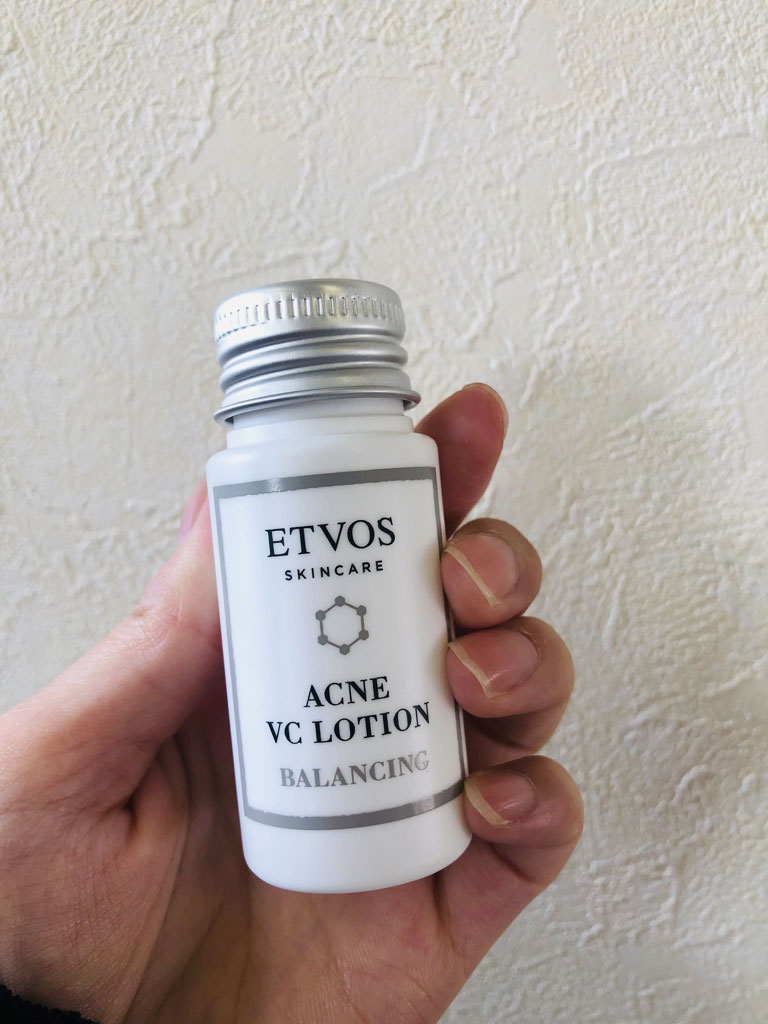 ETVOS
SKINCARE
ACNE
VC LOTION
BALANCING